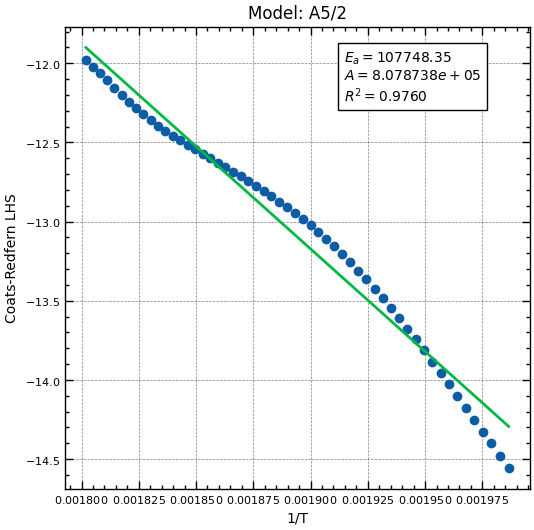 Model: A5/2
Eₐ = 107748.35
A = 8.078738e + 05
R² = 0.9760
Coats-Redfern LHS
−12.0
−12.5
−13.0
−13.5
−14.0
−14.5
0.001800 0.001825 0.001850 0.001875 0.001900 0.001925 0.001950 0.001975
1/T